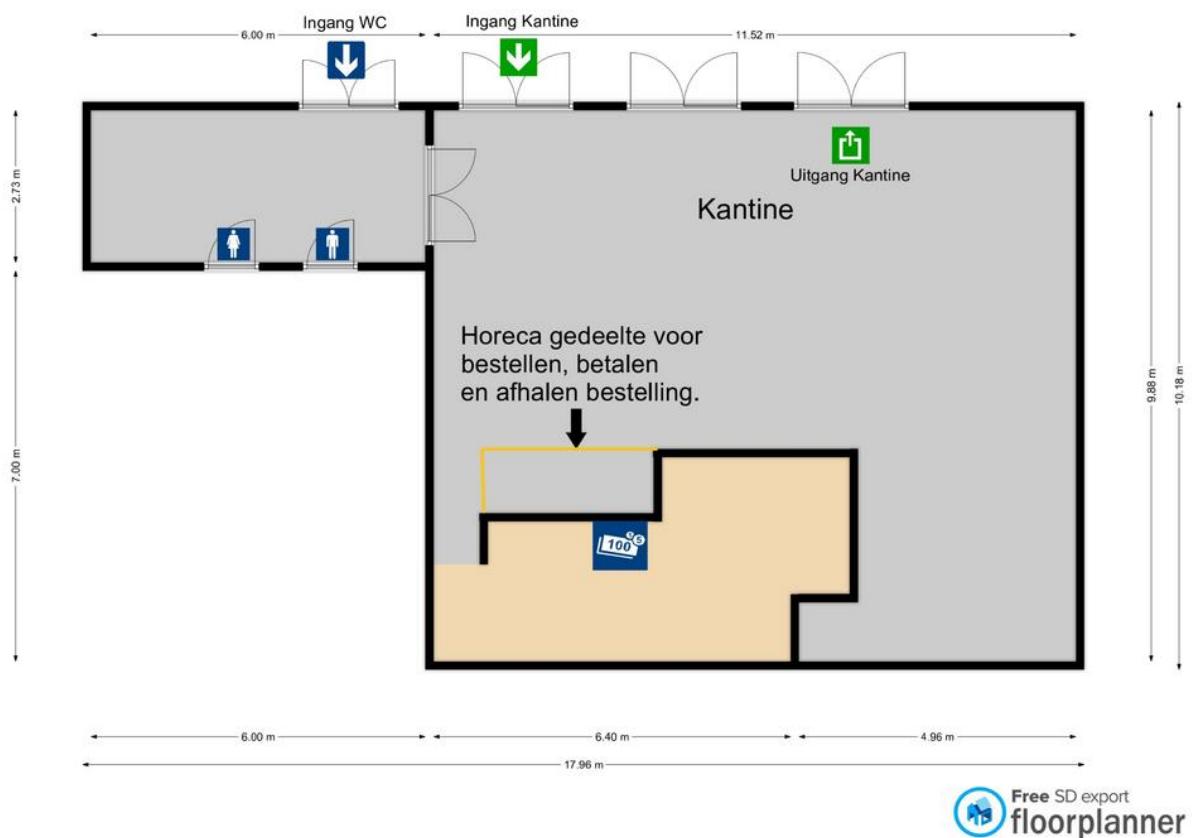 Ingang WC
Ingang Kantine
6.00 m
11.52 m
2.73 m
Uitgang Kantine
Kantine
Horeca gedeelte voor
bestellen, betalen
en afhalen bestelling.
9.88 m
10.18 m
7.00 m
100
6.00 m
6.40 m
4.96 m
17.96 m
Free SD export
floorplanner